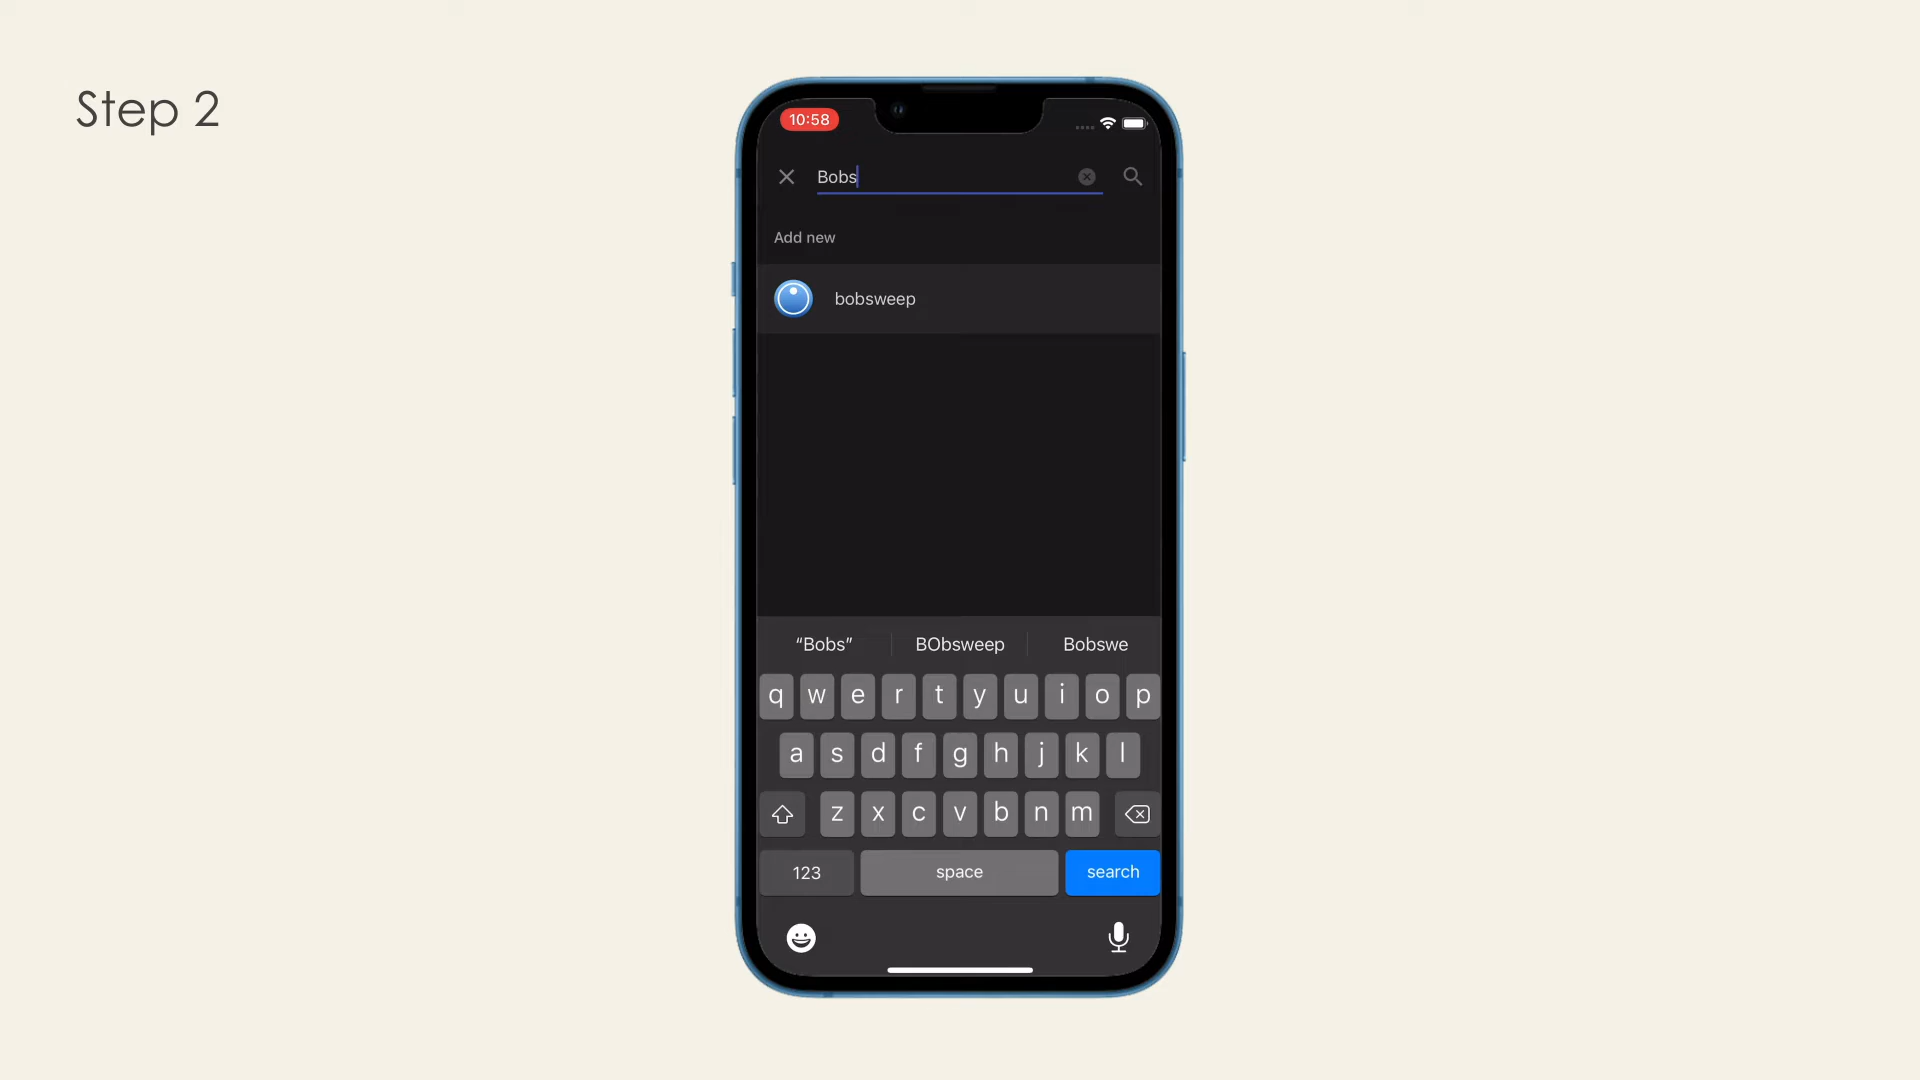 Step 2
10:58
Bobs
Add new
bobsweep
“Bobs” BObsweep Bobswe
q w e r t y u i o p
a s d f g h j k l
z x c v b n m
123 space search